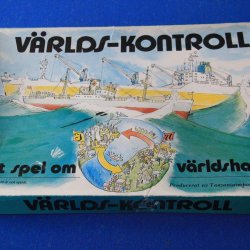 VÄRLDS-KONTROLL
t spel om världsha
Producerat av
VÄRLDS-KONTROLL